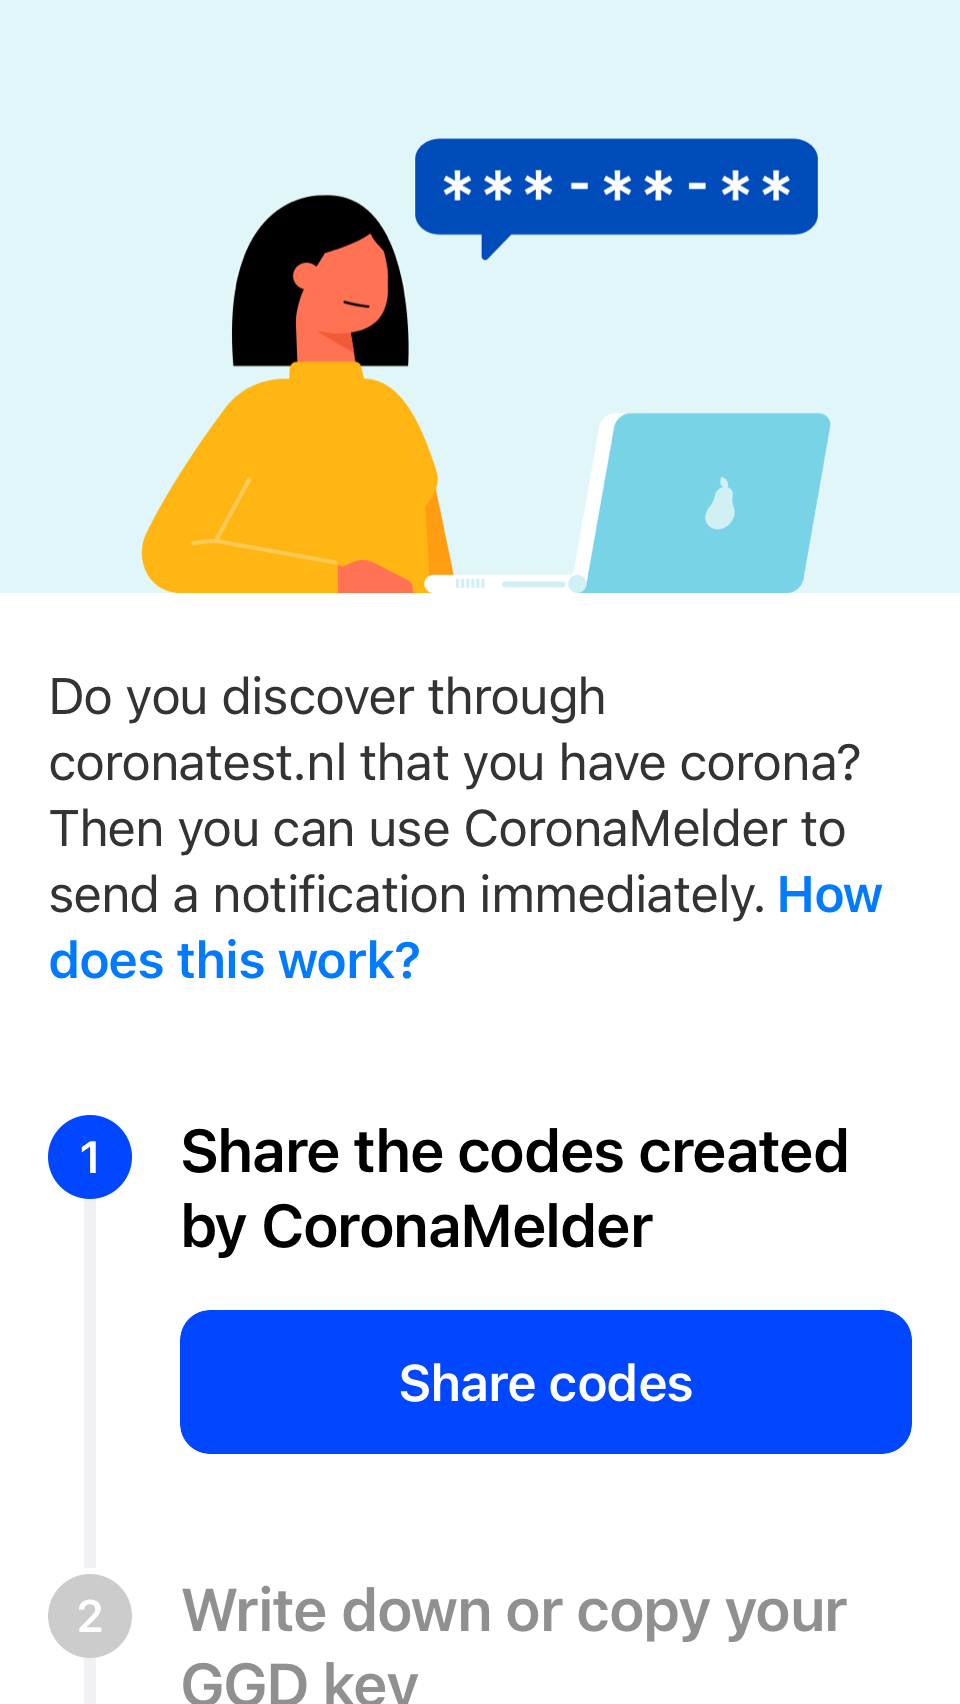 ***-**-**
Do you discover through
coronatest.nl that you have corona?
Then you can use CoronaMelder to
send a notification immediately. How
does this work?
1
Share the codes created
by CoronaMelder
Share codes
2
Write down or copy your
GGD key